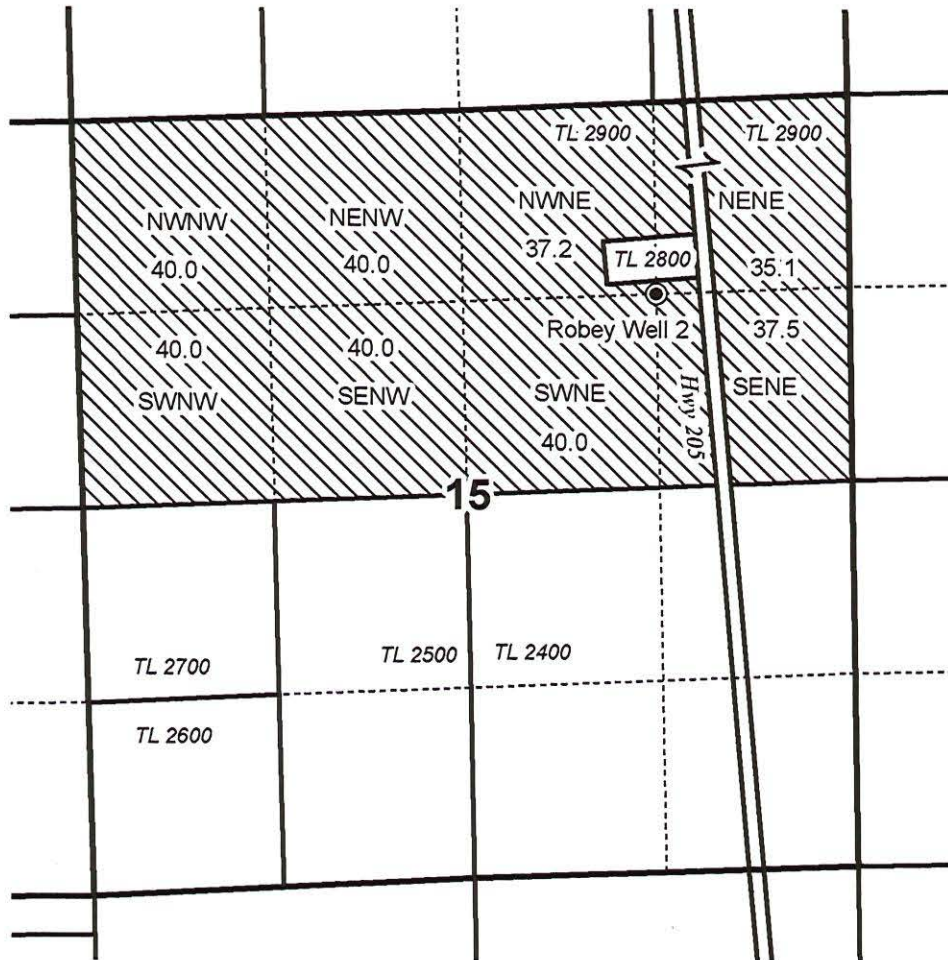 TL 2900
TL 2900
NWNW
NENW
NWNE
NENE
40.0
40.0
37.2
TL 2800
35.1
Robey Well 2
40.0
40.0
37.5
SWNW
SENW
SWNE
SENE
Hwy 205
40.0
15
TL 2700
TL 2500
TL 2400
TL 2600